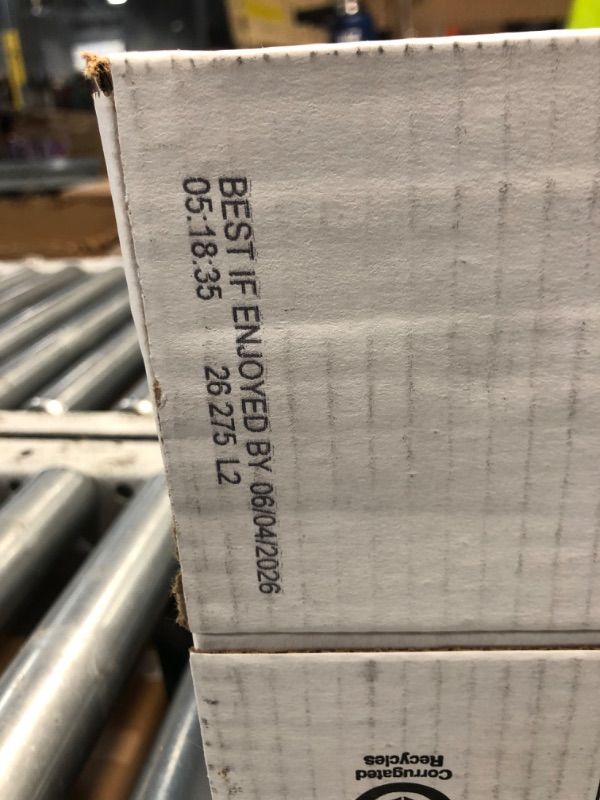 BEST IF ENJOYED BY 06/04/2026
05:18:35 26 275 L2
Corrugated
Recycles